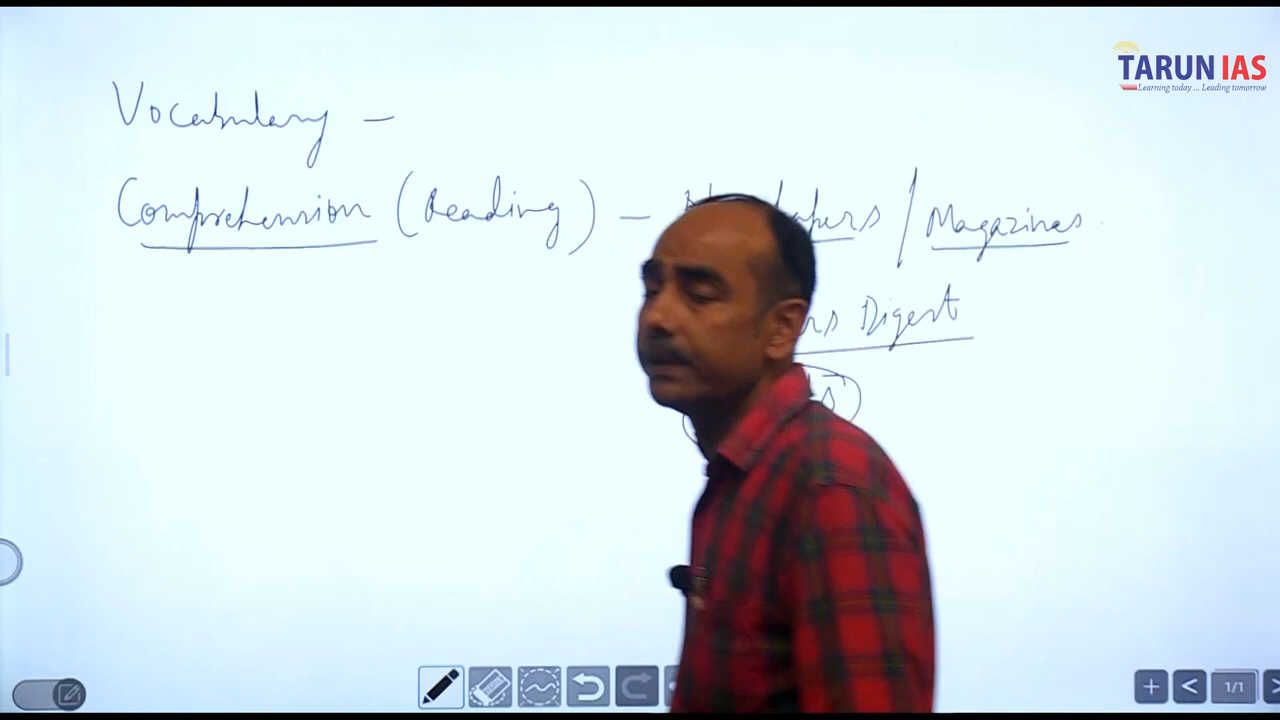 TARUN IAS
Learning today ... Leading tomorrow
Vocabulary –
Comprehension (Reading) – / Magazines
Digest
1/1